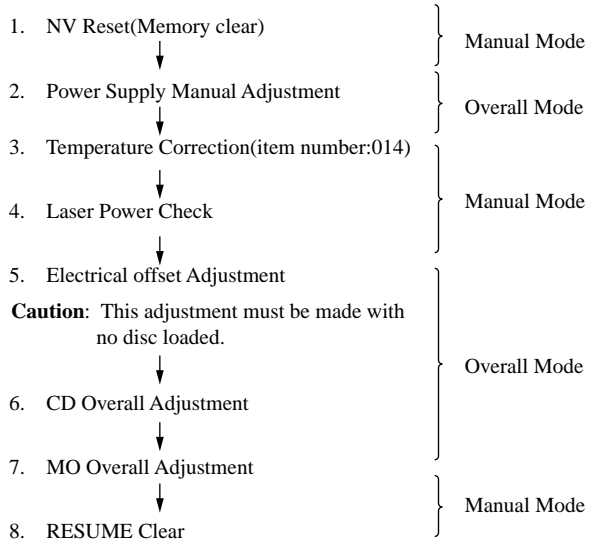 1. NV Reset(Memory clear)
Manual Mode
2. Power Supply Manual Adjustment
Overall Mode
3. Temperature Correction(item number:014)
4. Laser Power Check
Manual Mode
5. Electrical offset Adjustment
Caution: This adjustment must be made with
no disc loaded.
Overall Mode
6. CD Overall Adjustment
7. MO Overall Adjustment
Manual Mode
8. RESUME Clear